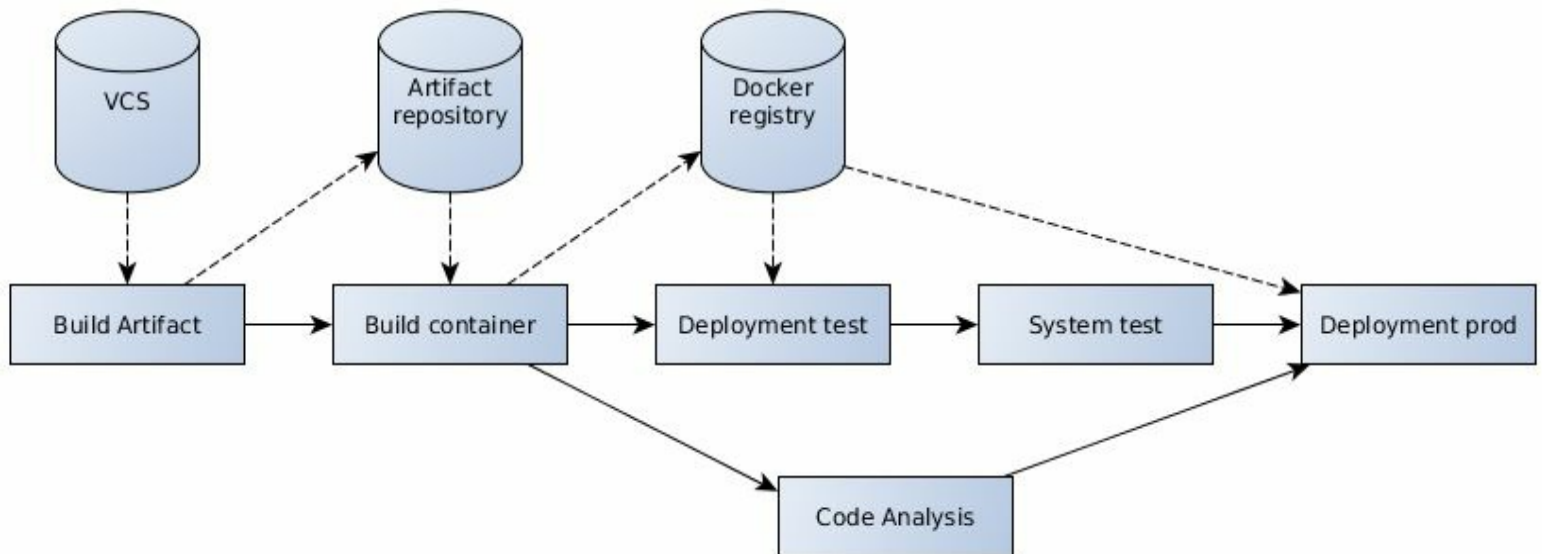 VCS
Artifact
repository
Docker
registry
Build Artifact
Build container
Deployment test
System test
Deployment prod
Code Analysis